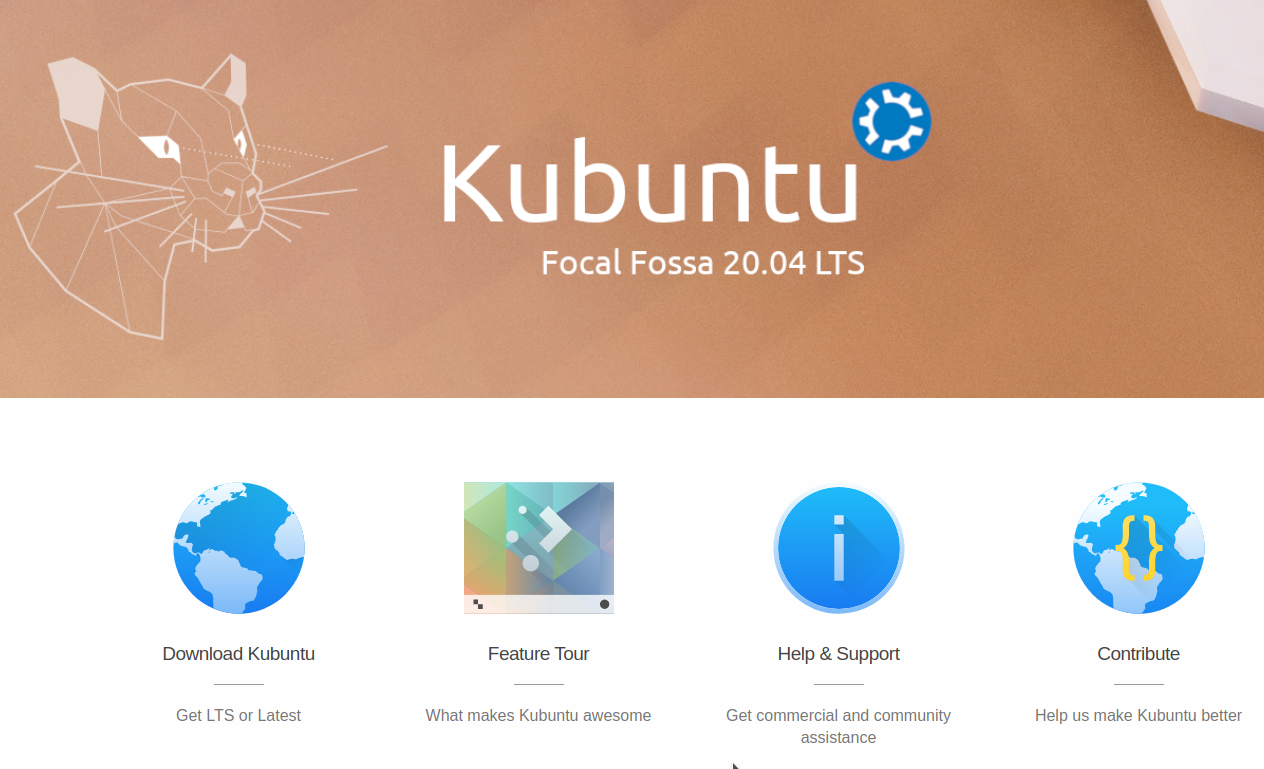 Kubuntu
Focal Fossa 20.04 LTS
Download Kubuntu
Get LTS or Latest
Feature Tour
What makes Kubuntu awesome
Help & Support
Get commercial and community
assistance
Contribute
Help us make Kubuntu better